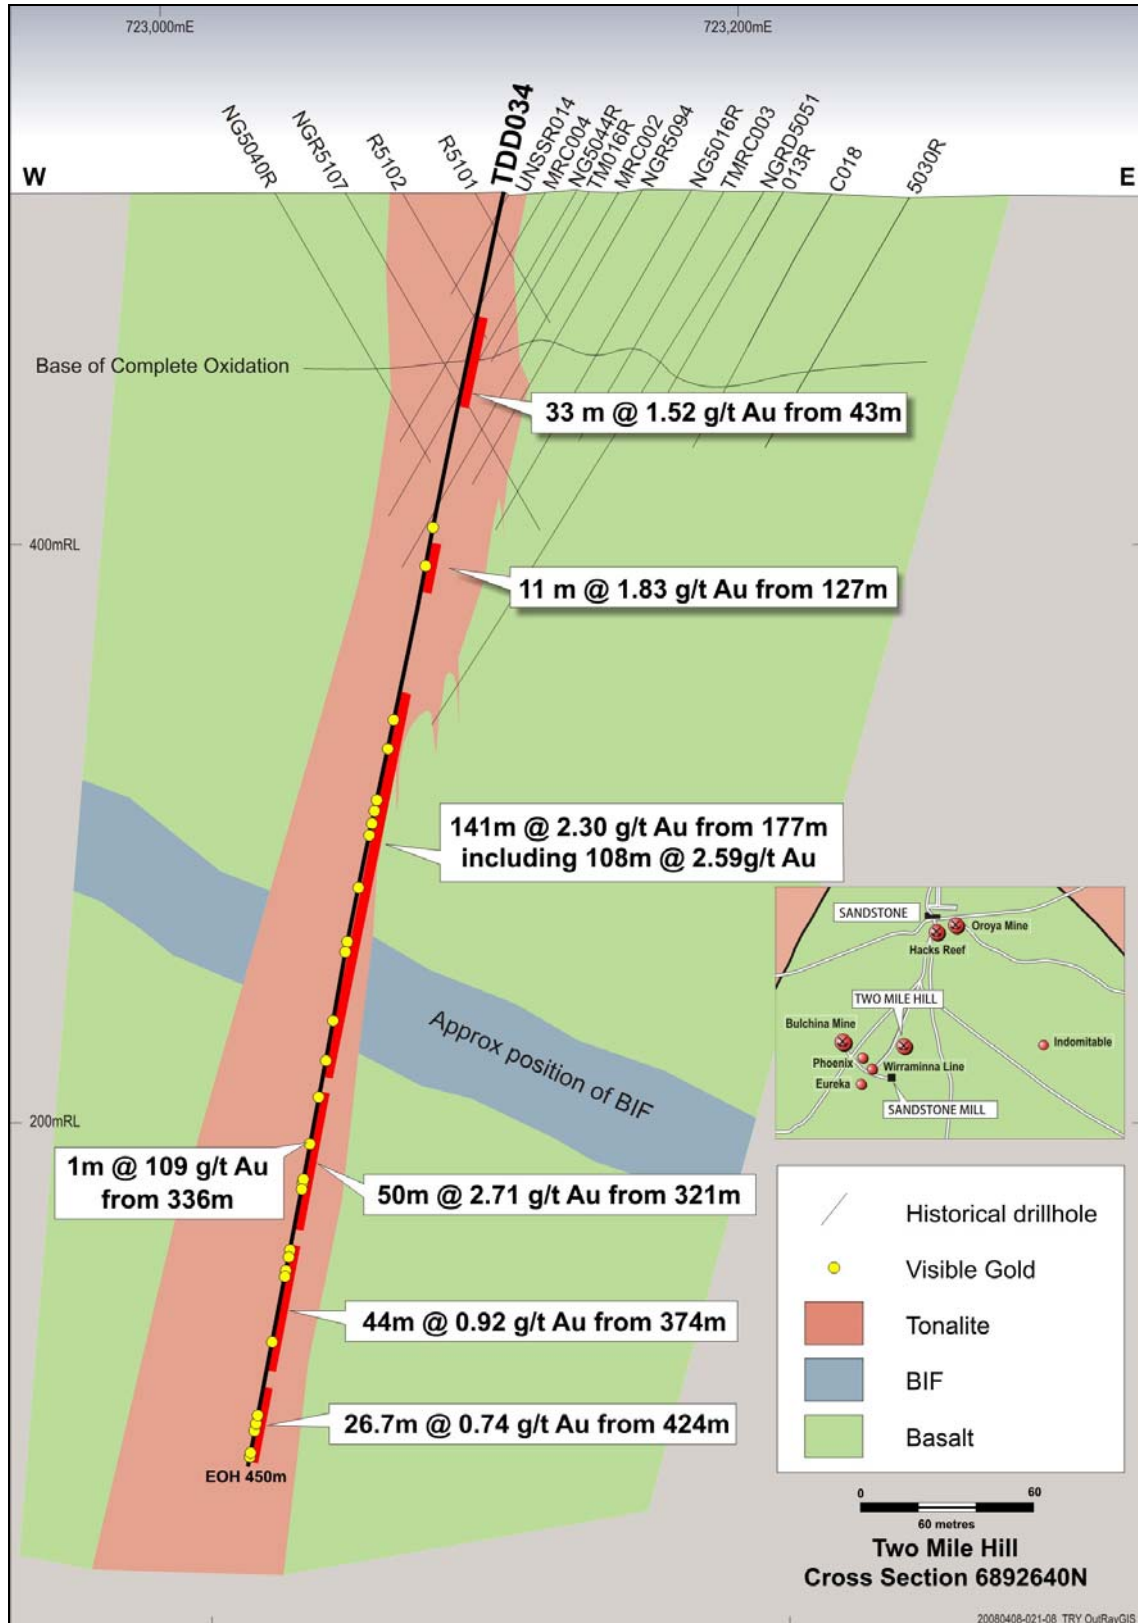 723,000mE
723,200mE
NG5040R
NGR5107
R5102
R5101
TDD034
UNSSR014
MRC004
NG5044R
TM016R
MRC002
NGR5094
NG5016R
TMRC003
NGRD5051
013R
C018
5030R
W
E
Base of Complete Oxidation
33 m @ 1.52 g/t Au from 43m
400mRL
11 m @ 1.83 g/t Au from 127m
141m @ 2.30 g/t Au from 177m
including 108m @ 2.59g/t Au
Approx position of BIF
SANDSTONE
Oroya Mine
Hacks Reef
TWO MILE HILL
Bulchina Mine
Indomitable
Phoenix
Wirraminna Line
Eureka
SANDSTONE MILL
200mRL
1m @ 109 g/t Au
from 336m
50m @ 2.71 g/t Au from 321m
44m @ 0.92 g/t Au from 374m
26.7m @ 0.74 g/t Au from 424m
EOH 450m
Historical drillhole
Visible Gold
Tonalite
BIF
Basalt
0
60
60 metres
Two Mile Hill
Cross Section 6892640N
20080408-021-08_TRY OutRayGIS